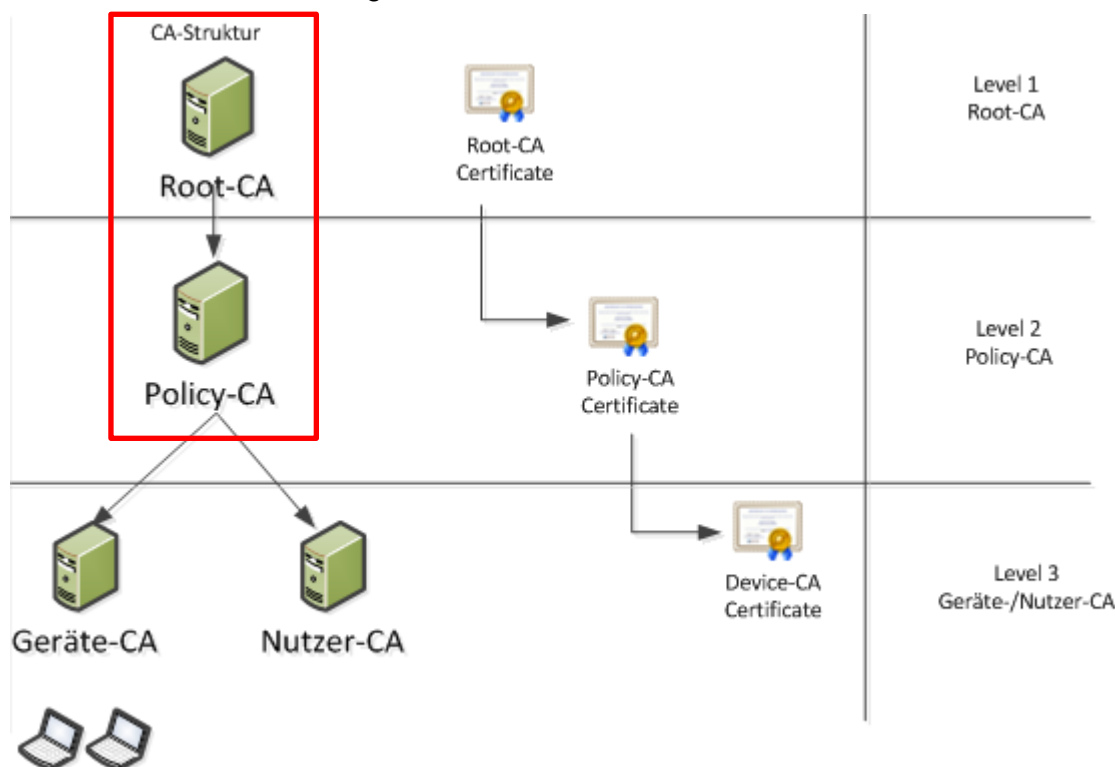 CA-Struktur
Root-CA
Root-CA
Certificate
Level 1
Root-CA
Policy-CA
Policy-CA
Certificate
Level 2
Policy-CA
Geräte-CA
Nutzer-CA
Device-CA
Certificate
Level 3
Geräte-/Nutzer-CA